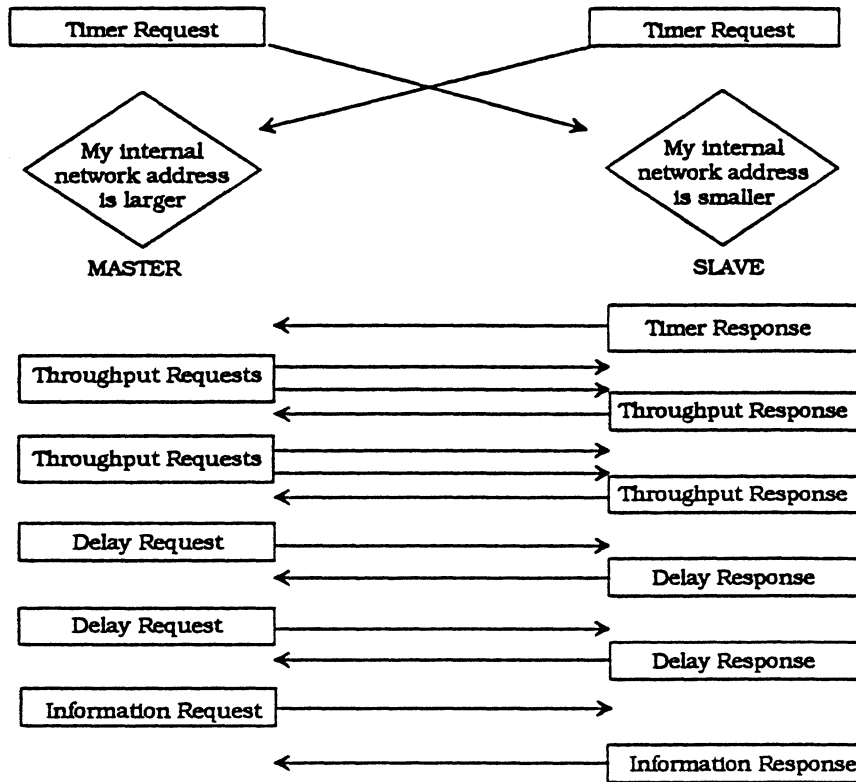 Timer Request
Timer Request
My internal
network address
is larger
My internal
network address
is smaller
MASTER
SLAVE
Timer Response
Throughput Requests
Throughput Response
Throughput Requests
Throughput Response
Delay Request
Delay Response
Delay Request
Delay Response
Information Request
Information Response